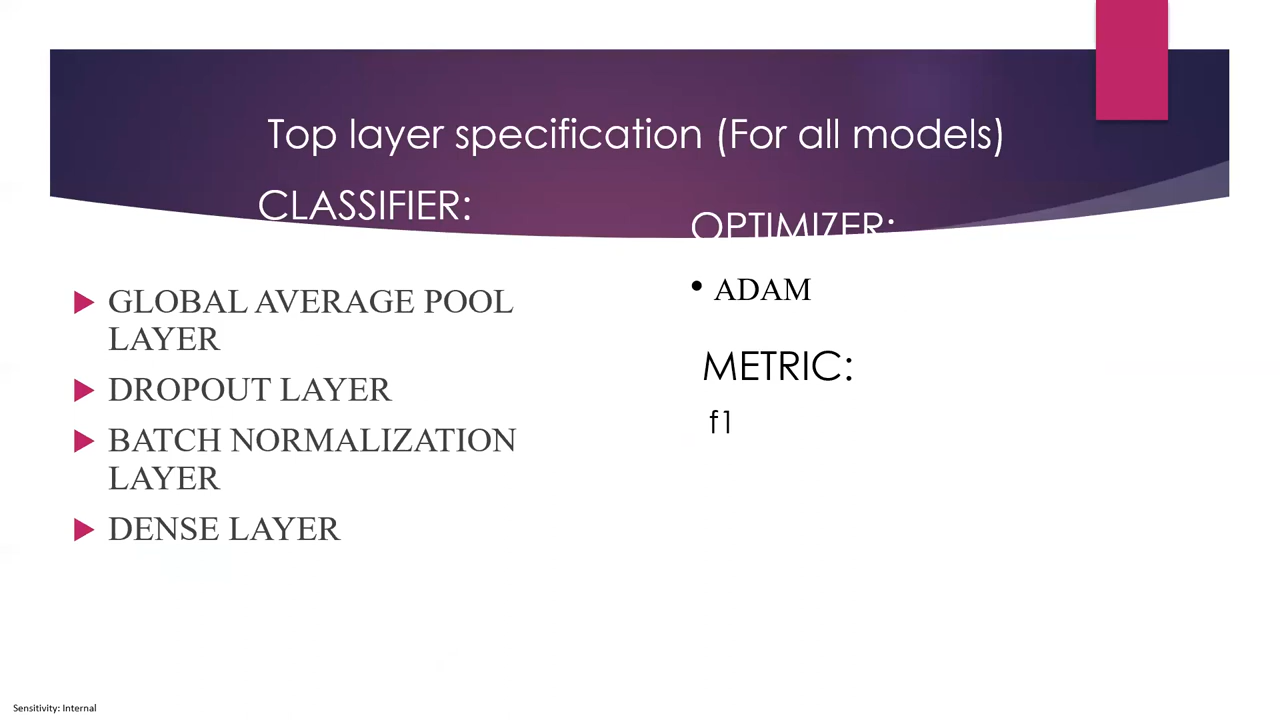 Top layer specification (For all models)
CLASSIFIER:
GLOBAL AVERAGE POOL
LAYER
DROPOUT LAYER
BATCH NORMALIZATION
LAYER
DENSE LAYER
OPTIMIZER:
• ADAM
METRIC:
f1
Sensitivity: Internal